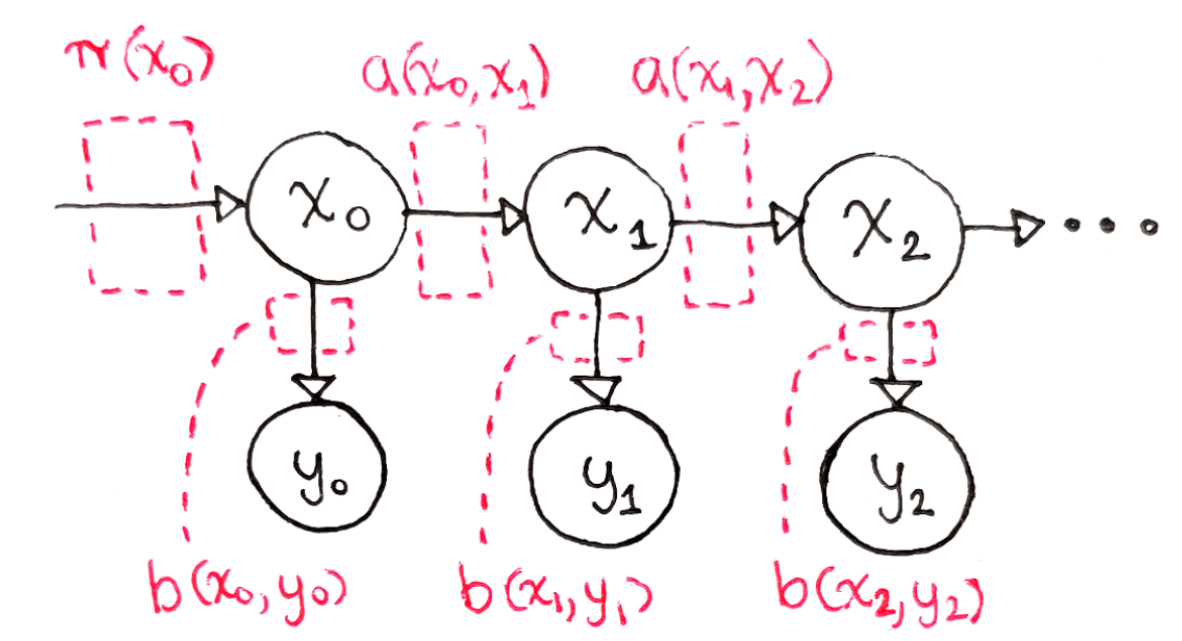 π(x₀)
a(x₀,x₁) a(x₁,x₂)
x₀ x₁ x₂ ...
y₀ y₁ y₂
b(x₀,y₀) b(x₁,y₁) b(x₂,y₂)